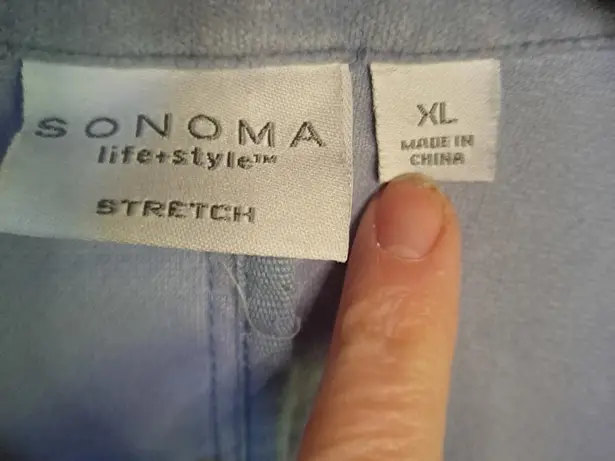 SONOMA
life+style™
STRETCH
XL
MADE IN
CHINA